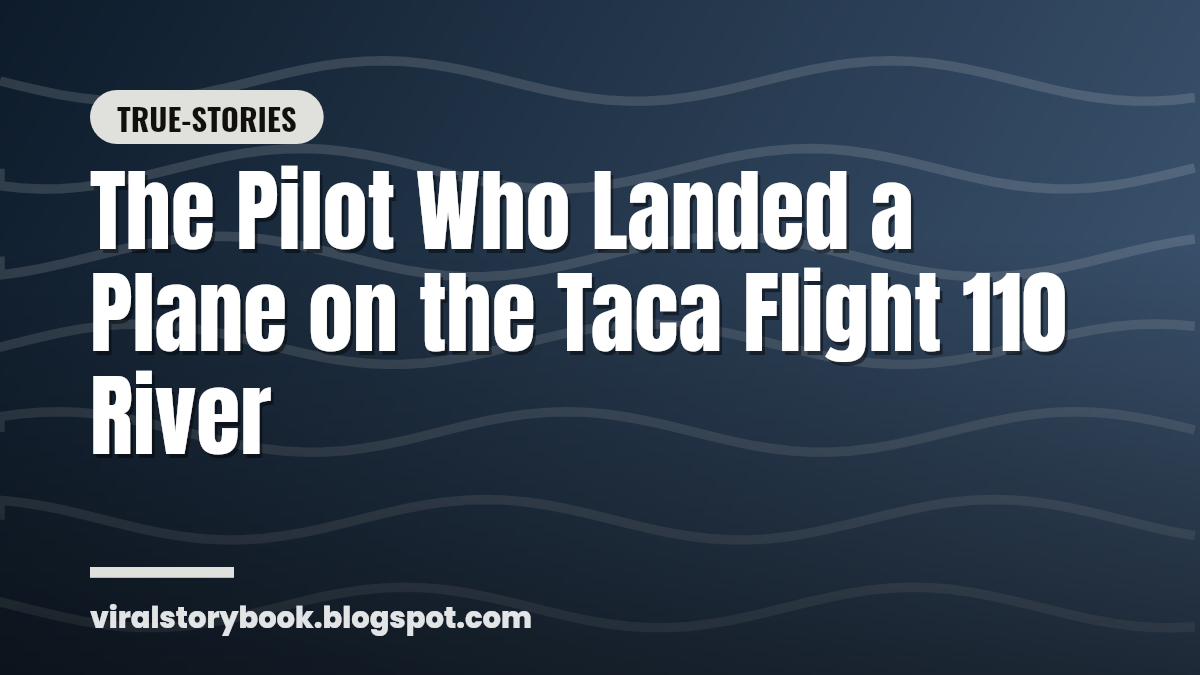 TRUE-STORIES
The Pilot Who Landed a
Plane on the Taca Flight 110
River
viralstorybook.blogspot.com